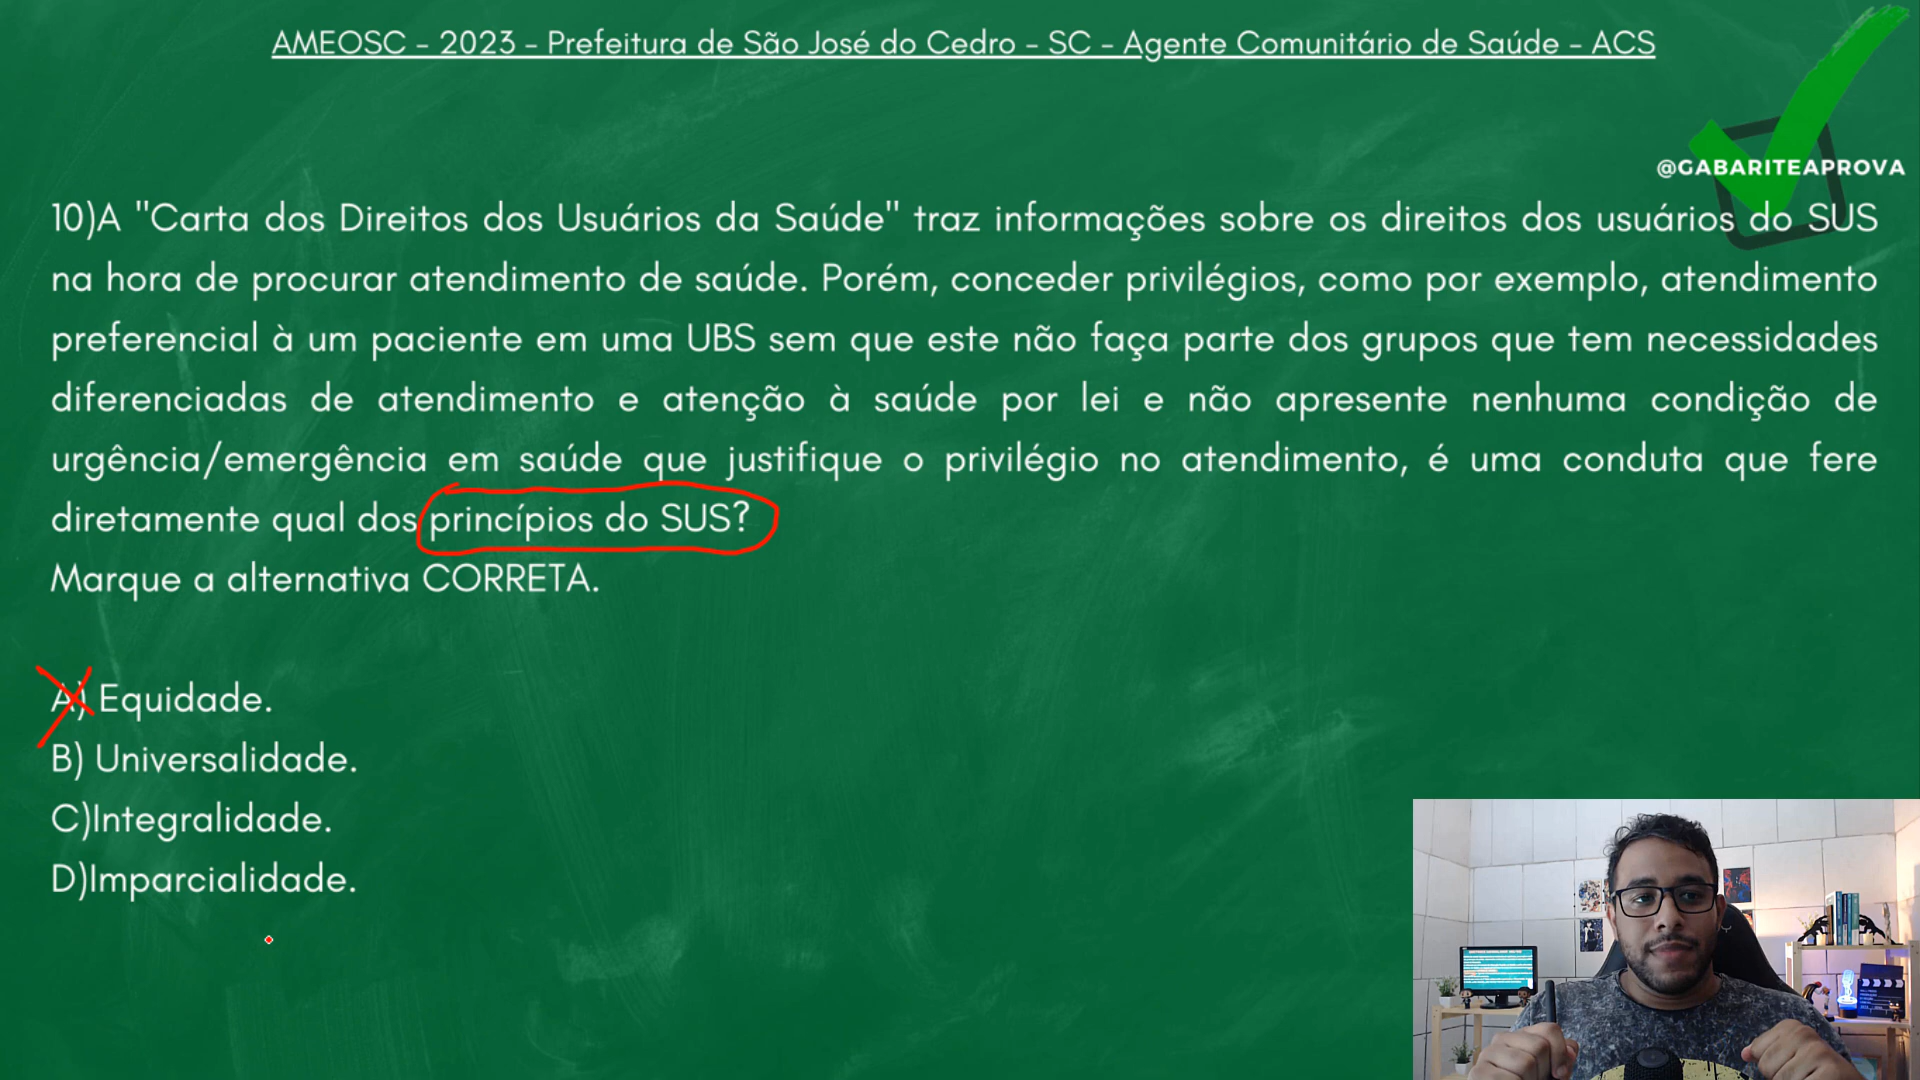 AMEOSC - 2023 - Prefeitura de São José do Cedro - SC - Agente Comunitário de Saúde - ACS
@GABARITEAPROVA
10)A "Carta dos Direitos dos Usuários da Saúde" traz informações sobre os direitos dos usuários do SUS
na hora de procurar atendimento de saúde. Porém, conceder privilégios, como por exemplo, atendimento
preferencial à um paciente em uma UBS sem que este não faça parte dos grupos que tem necessidades
diferenciadas de atendimento e atenção à saúde por lei e não apresente nenhuma condição de
urgência/emergência em saúde que justifique o privilégio no atendimento, é uma conduta que fere
diretamente qual dos princípios do SUS?
Marque a alternativa CORRETA.
A) Equidade.
B) Universalidade.
C)Integralidade.
D)Imparcialidade.